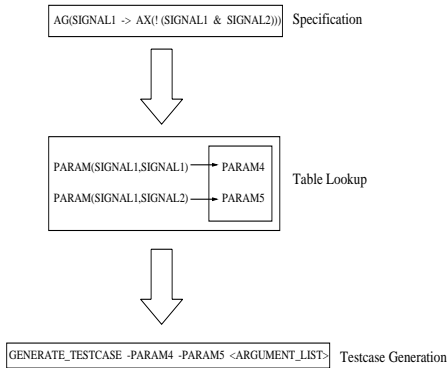 AG(SIGNAL1 -> AX(! (SIGNAL1 & SIGNAL2))) Specification
PARAM(SIGNAL1,SIGNAL1) PARAM4
Table Lookup
PARAM(SIGNAL1,SIGNAL2) PARAM5
GENERATE_TESTCASE -PARAM4 -PARAM5 <ARGUMENT_LIST> Testcase Generation